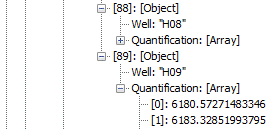 [88]: [Object]
Well: "H08"
Quantification: [Array]
[89]: [Object]
Well: "H09"
Quantification: [Array]
[0]: 6180.57271483346
[1]: 6183.32851993795